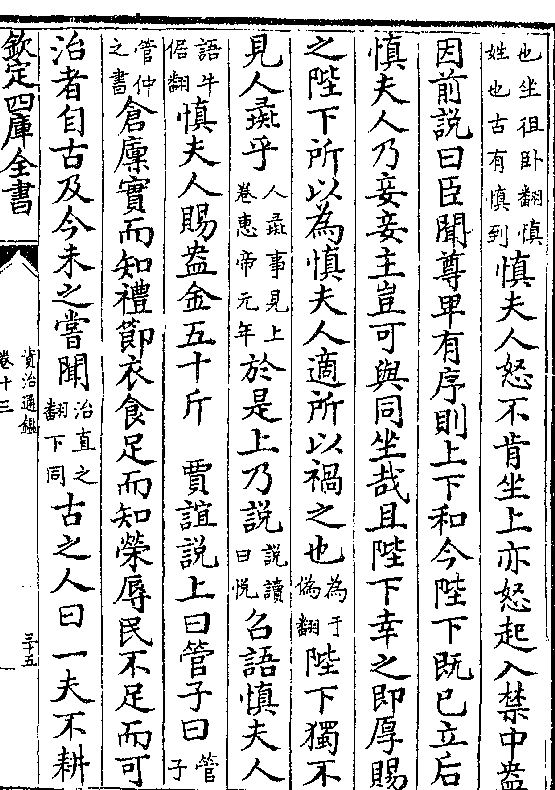 也坐徂卧翻慎姓也古有慎到慎夫人怒不肯坐上亦怒起入禁中盎
因前説曰臣聞尊卑有序則上下和今陛下既已立后
慎夫人乃妾妾主豈可與同坐哉且陛下幸之即厚賜
之陛下所以為慎夫人適所以禍之也為于偽翻陛下獨不
見人彘乎人彘事見上卷惠帝元年於是上乃説説讀曰悦召語慎夫人
語牛倨翻慎夫人賜盎金五十斤　賈誼説上曰管子曰管子
管仲之書倉廩實而知禮節衣食足而知榮辱民不足而可
治者自古及今未之嘗聞治直之翻下同古之人曰一夫不耕
欽定四庫全書
資治通鑑
卷十三
三十五